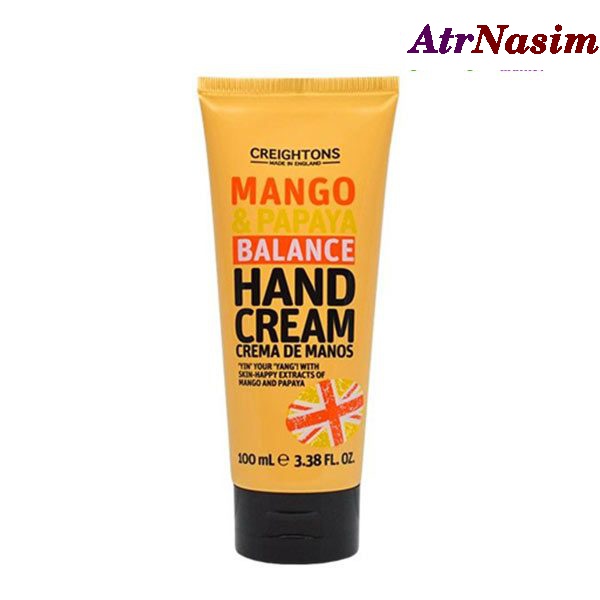 AtrNasim
CREIGHTONS
MADE IN ENGLAND
MANGO
& PAPAYA
BALANCE
HAND
CREAM
CREMA DE MANOS
'YIN' YOUR 'YANG'! WITH
SKIN-HAPPY EXTRACTS OF
MANGO AND PAPAYA
100 mL ℮ 3.38 FL. OZ.